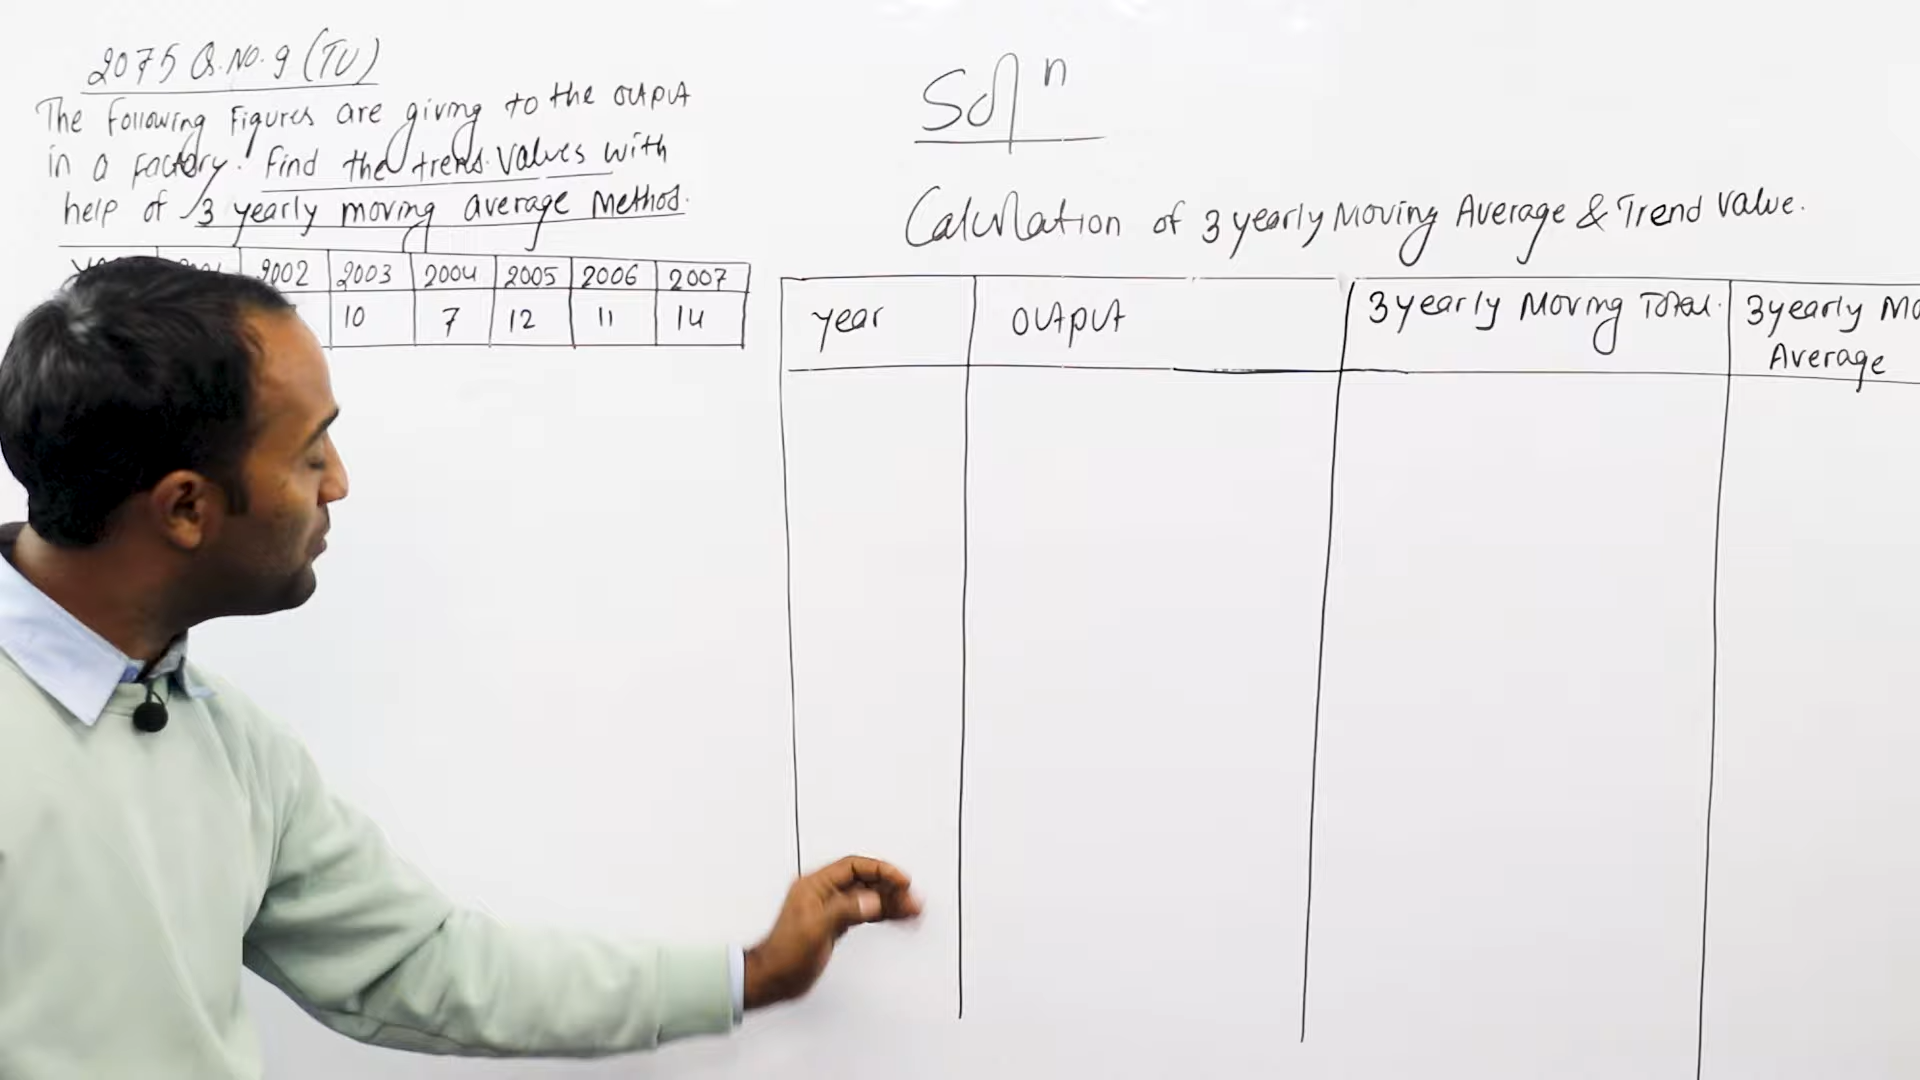 2075 Q.NO.9 (TU)
The Following Figures are giving to the output
in a Factory. Find the trend values with
help of 3 yearly moving average Method.
2002 2003 2004 2005 2006 2007
10 7 12 11 14
Solⁿ
Calculation of 3 yearly Moving Average & Trend value.
year output 3 yearly Moving Total. 3 yearly Mo
Average